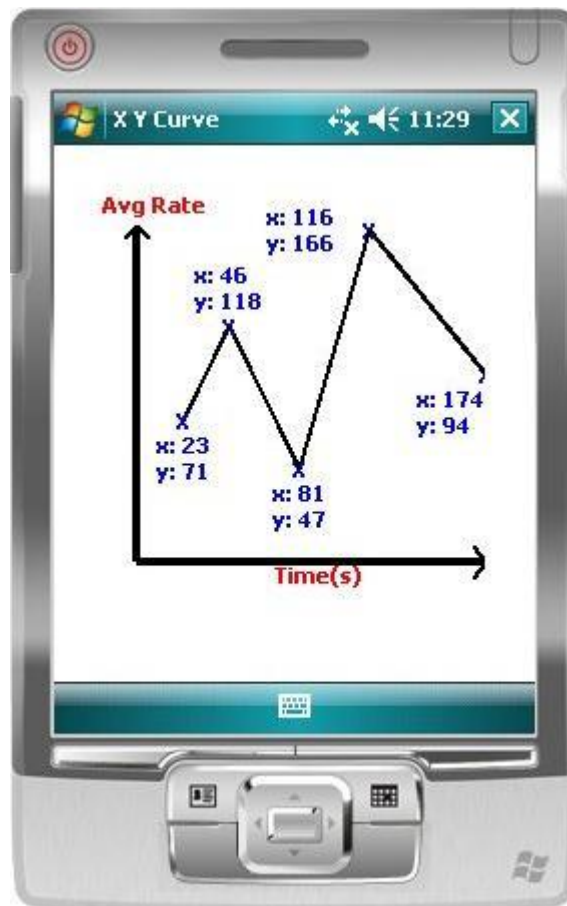 X Y Curve 11:29
Avg Rate
x: 116
y: 166
x: 46
y: 118
x: 174
y: 94
x: 23
y: 71
x: 81
y: 47
Time(s)